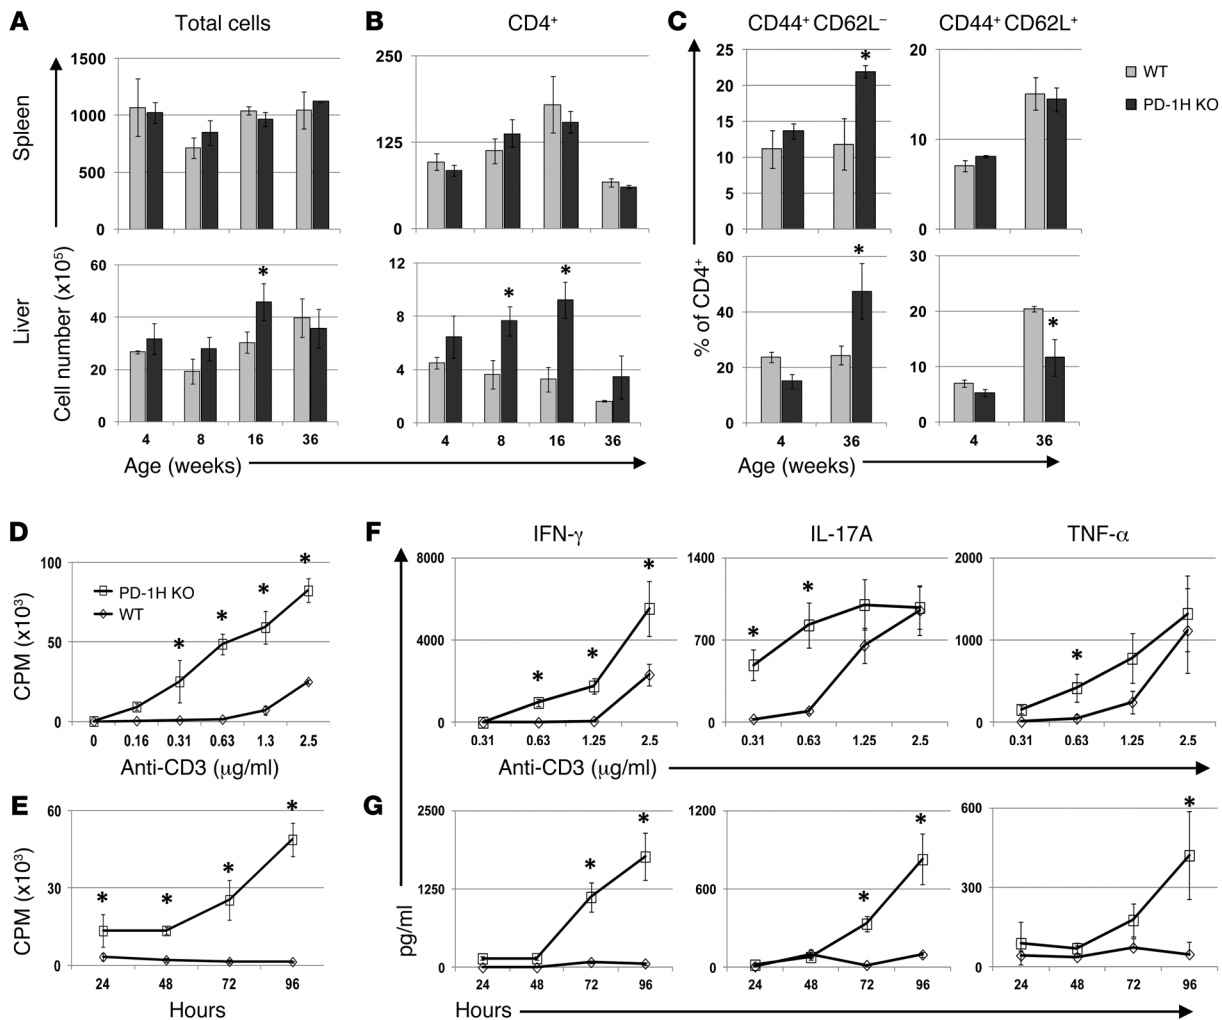 A Total cells
B CD4⁺
C CD44⁺ CD62L⁻ CD44⁺ CD62L⁺
WT
PD-1H KO
Spleen
1500
1000
500
0
250
125
0
25
20
15
10
5
0
20
10
0
Liver
Cell number (x10⁵)
60
40
20
0
* 
12
8
4
0
* *
% of CD4⁺
*
60
40
20
0
*
30
20
10
0
*
4 8 16 36
4 8 16 36
4 36
4 36
Age (weeks)
Age (weeks)
D
CPM (x10³)
100
50
0
PD-1H KO
WT
* * * *
0 0.16 0.31 0.63 1.3 2.5
Anti-CD3 (μg/ml)
E
CPM (x10³)
60
30
0
* * * *
24 48 72 96
Hours
F IFN-γ IL-17A TNF-α
8000
4000
0
* * *
0.31 0.63 1.25 2.5
1400
700
0
* *
0.31 0.63 1.25 2.5
2000
1000
0
*
0.31 0.63 1.25 2.5
Anti-CD3 (μg/ml)
G
pg/ml
2500
1250
0
* *
24 48 72 96
1200
600
0
* *
24 48 72 96
600
300
0
*
24 48 72 96
Hours